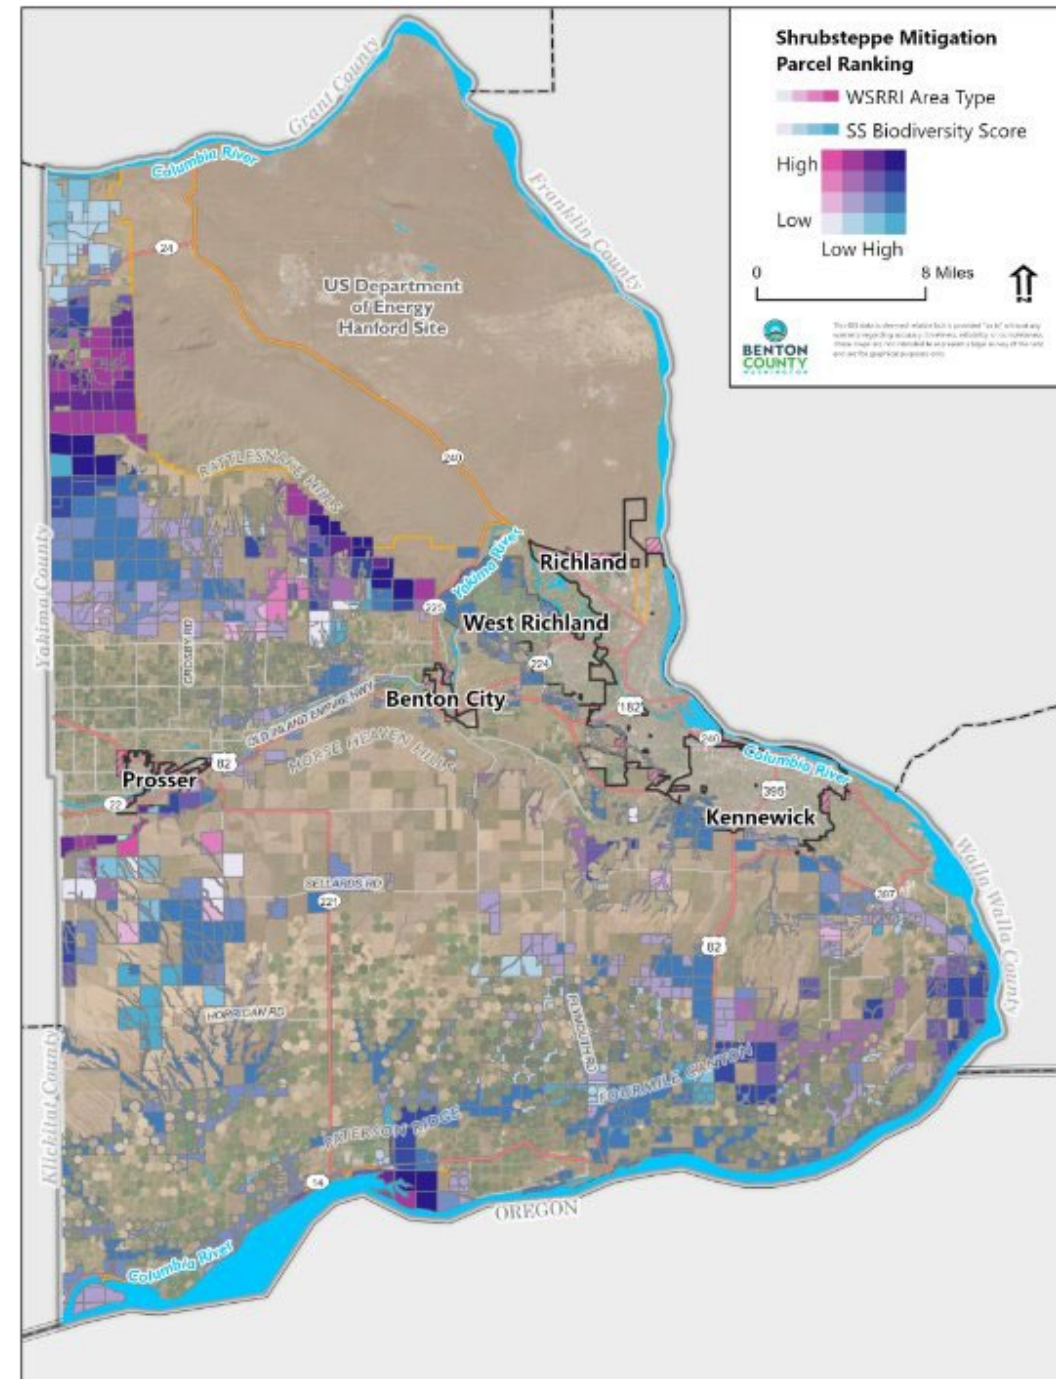 Shrubsteppe Mitigation
Parcel Ranking
WSRRI Area Type
SS Biodiversity Score
High
Low
Low High
0
8 Miles
N
BENTON
COUNTY
WASHINGTON
Grant County
Columbia River
Franklin County
24
US Department
of Energy
Hanford Site
240
RATTLESNAKE HILLS
Yakima County
Yakima River
Richland
225
West Richland
CROSBY RD
224
Benton City
OLD INLAND EMPIRE HWY
182
240
HORSE HEAVEN HILLS
Columbia River
82
Prosser
22
395
Kennewick
Walla Walla County
SELLARDS RD
221
397
82
HORRIGAN RD
PLYMOUTH RD
Klickitat County
FOURMILE CANYON
PATERSON RIDGE
14
OREGON
Columbia River